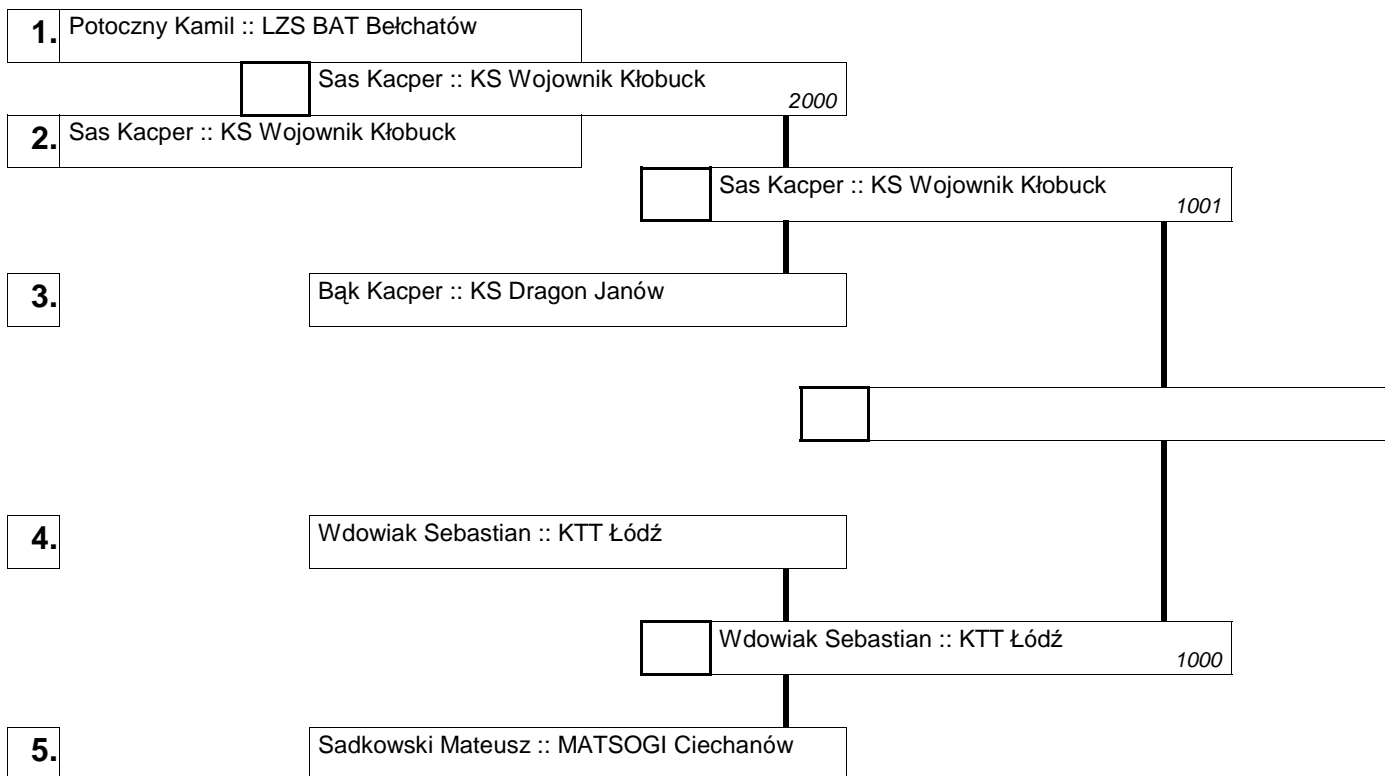 1. Potoczny Kamil :: LZS BAT Bełchatów
Sas Kacper :: KS Wojownik Kłobuck
2000
2. Sas Kacper :: KS Wojownik Kłobuck
Sas Kacper :: KS Wojownik Kłobuck
1001
3. Bąk Kacper :: KS Dragon Janów
4. Wdowiak Sebastian :: KTT Łódź
Wdowiak Sebastian :: KTT Łódź
1000
5. Sadkowski Mateusz :: MATSOGI Ciechanów